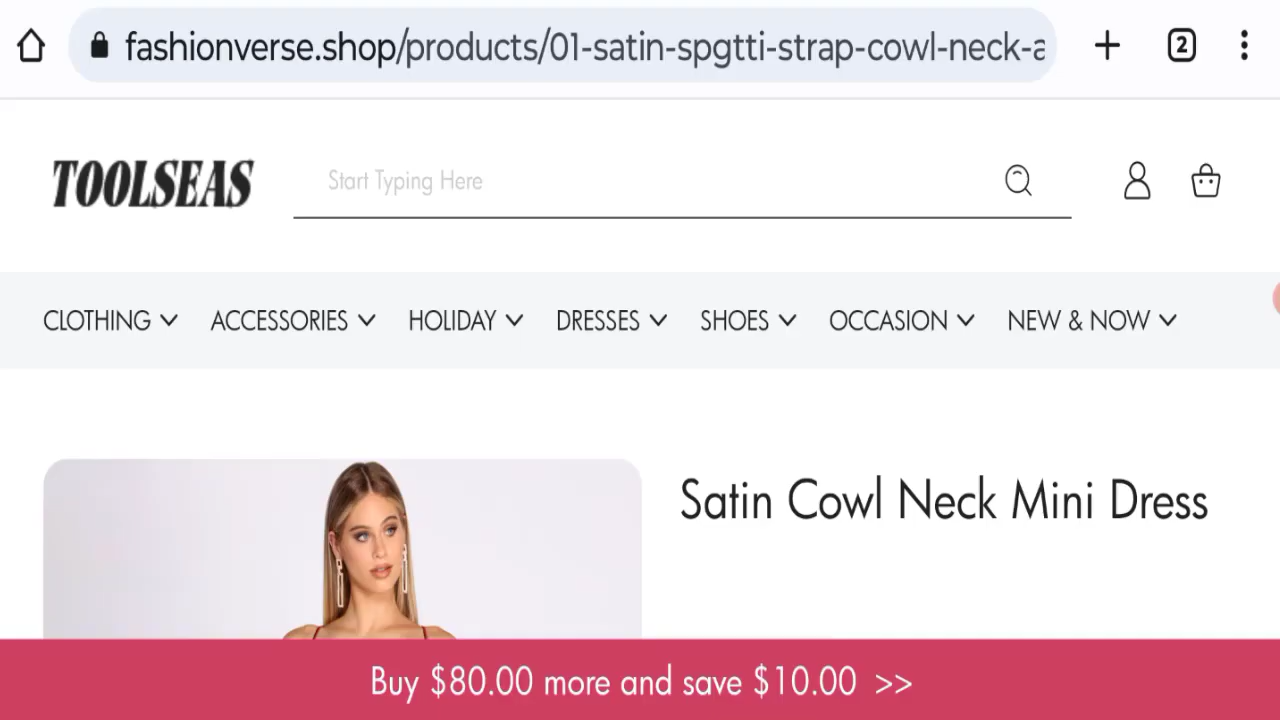 fashionverse.shop/products/01-satin-spgtti-strap-cowl-neck-a
2
TOOLSEAS
Start Typing Here
CLOTHING ACCESSORIES HOLIDAY DRESSES SHOES OCCASION NEW & NOW
Satin Cowl Neck Mini Dress
Buy $80.00 more and save $10.00 >>